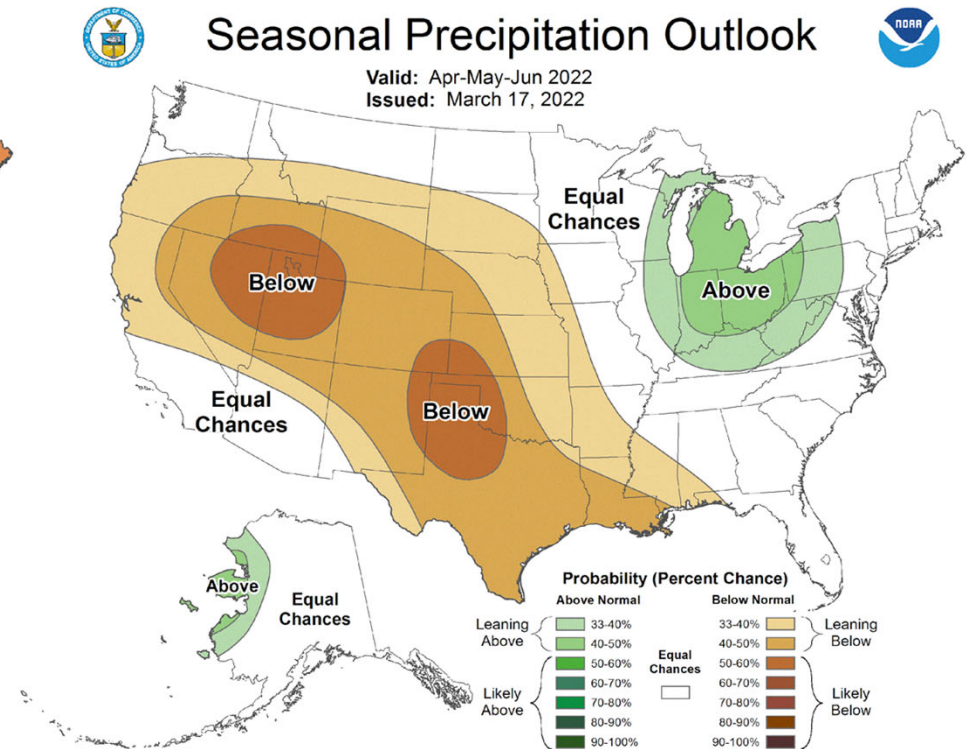 Seasonal Precipitation Outlook
NOAA
Valid: Apr-May-Jun 2022
Issued: March 17, 2022
Equal
Chances
Below
Above
Equal
Chances
Below
Above
Equal
Chances
Probability (Percent Chance)
Above Normal
Below Normal
Leaning
Above
33-40%
40-50%
50-60%
60-70%
70-80%
80-90%
90-100%
Likely
Above
Equal
Chances
33-40%
40-50%
50-60%
60-70%
70-80%
80-90%
90-100%
Leaning
Below
Likely
Below